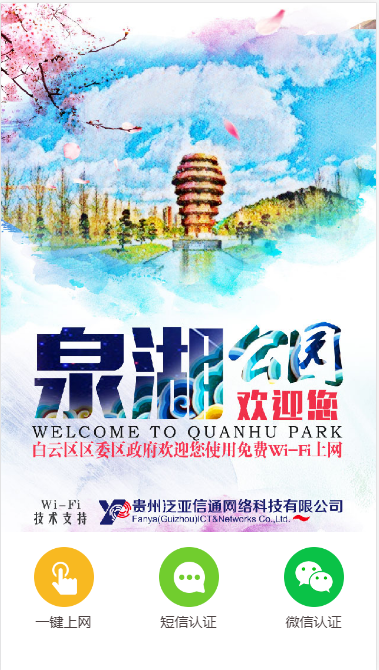 泉湖公园
欢迎您
WELCOME TO QUANHU PARK
白云区区委区政府欢迎您使用免费Wi-Fi上网
Wi-Fi
技术支持
贵州泛亚信通网络科技有限公司
Fanya(Guizhou)ICT&Networks Co.,Ltd.
一键上网
短信认证
微信认证